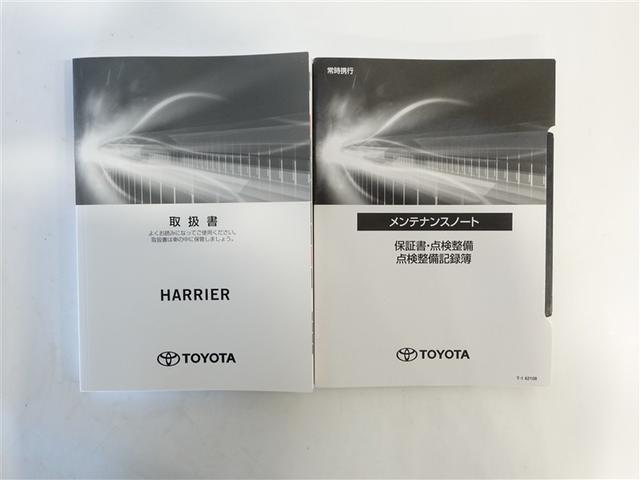 取扱書
よくお読みになってご使用ください。
取扱書は車の中に保管しましょう。
HARRIER
TOYOTA
常時携行
メンテナンスノート
保証書・点検整備
点検整備記録簿
TOYOTA